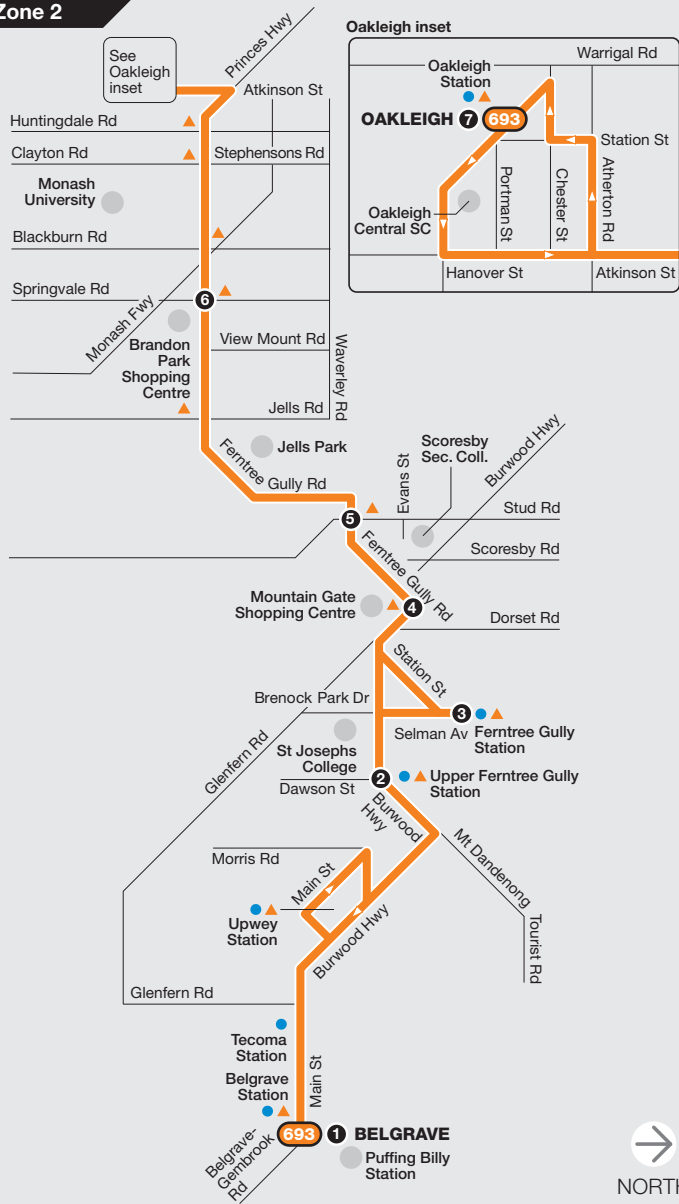 Zone 2
See
Oakleigh
inset
Princes Hwy
Atkinson St
Huntingdale Rd
Clayton Rd
Stephensons Rd
Monash
University
Blackburn Rd
Springvale Rd
6
Monash Fwy
Brandon
Park
Shopping
Centre
View Mount Rd
Waverley Rd
Jells Rd
Jells Park
Ferntree
Gully Rd
Oakleigh inset
Warrigal Rd
Oakleigh
Station
OAKLEIGH 7 693
Station St
Portman St
Chester St
Atherton Rd
Oakleigh
Central SC
Hanover St
Atkinson St
Scoresby
Sec. Coll.
Evans St
Burwood Hwy
Stud Rd
5
Scoresby Rd
Ferntree Gully Rd
Mountain Gate
Shopping Centre
4
Dorset Rd
Station St
Brenock Park Dr
3
Selman Av
Ferntree Gully
Station
Glenfern Rd
St Josephs
College
2
Dawson St
Upper Ferntree Gully
Station
Burwood
Hwy
Mt Dandenong
Tourist Rd
Morris Rd
Main St
Upwey
Station
Burwood Hwy
Glenfern Rd
Tecoma
Station
Belgrave
Station
Main St
693 1 BELGRAVE
Belgrave-
Gembrook
Rd
Puffing Billy
Station
NORTH